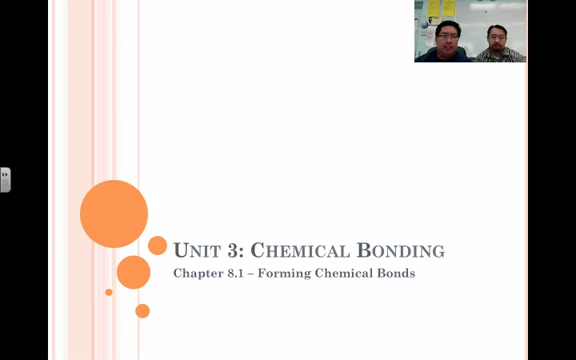 UNIT 3: CHEMICAL BONDING
Chapter 8.1 – Forming Chemical Bonds